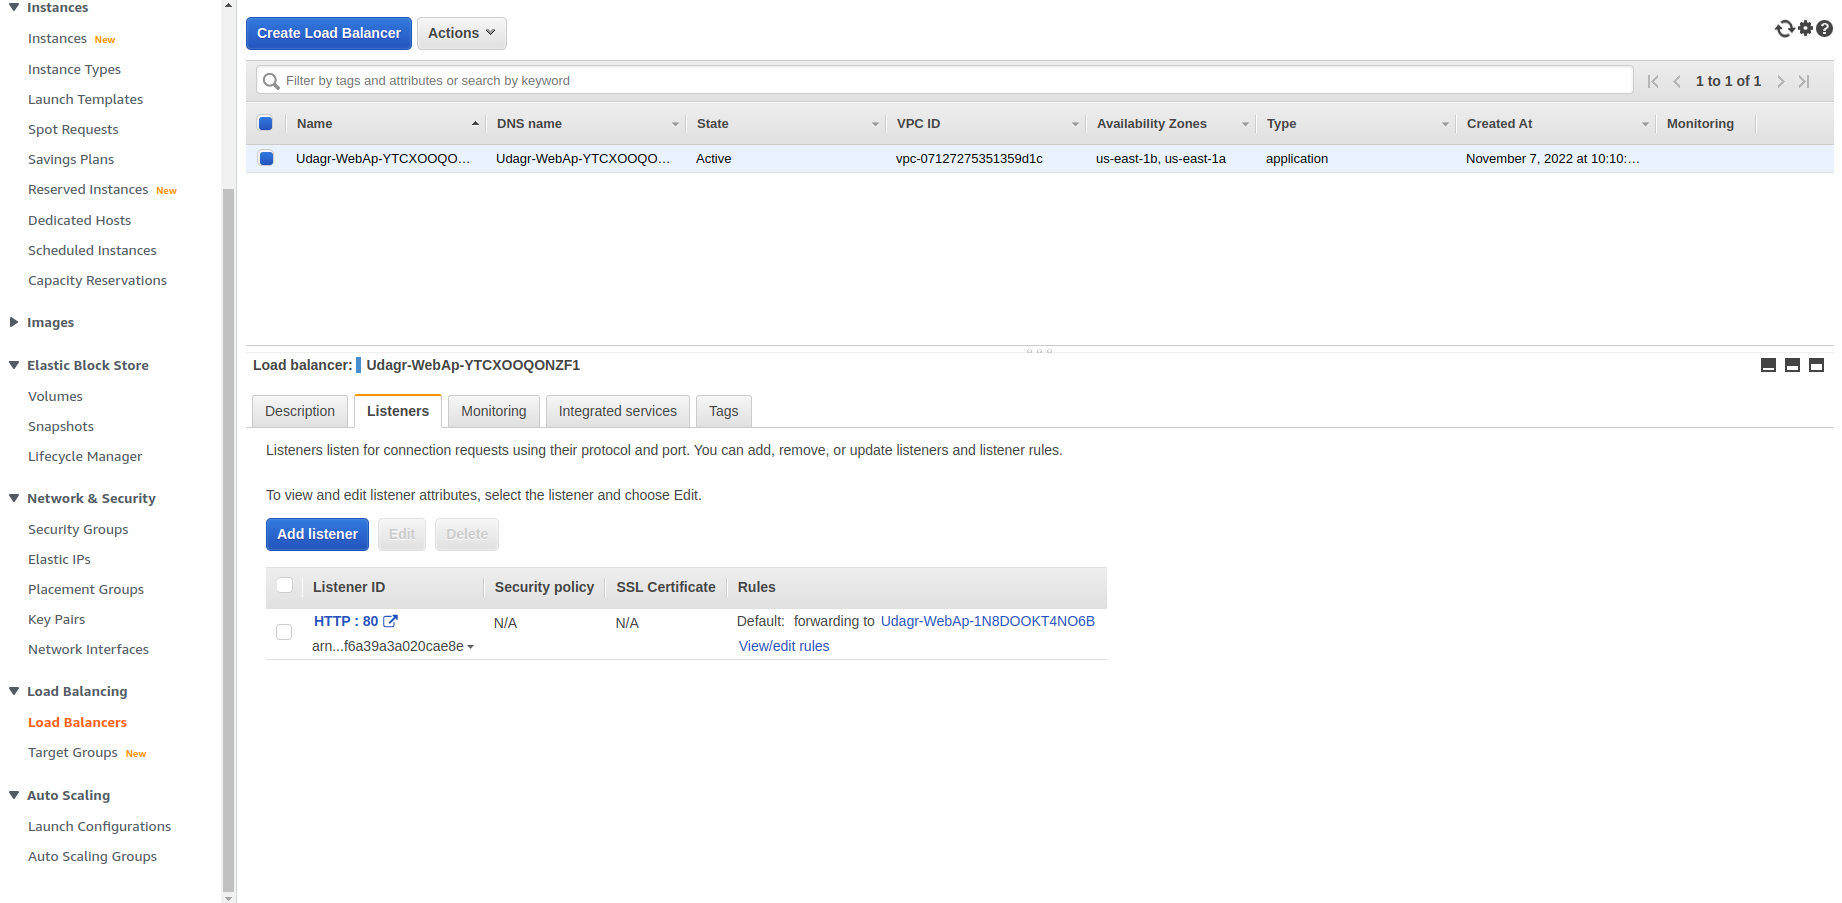 Instances
Instances New
Instance Types
Launch Templates
Spot Requests
Savings Plans
Reserved Instances New
Dedicated Hosts
Scheduled Instances
Capacity Reservations
Images
Elastic Block Store
Volumes
Snapshots
Lifecycle Manager
Network & Security
Security Groups
Elastic IPs
Placement Groups
Key Pairs
Network Interfaces
Load Balancing
Load Balancers
Target Groups New
Auto Scaling
Launch Configurations
Auto Scaling Groups
Create Load Balancer Actions
Filter by tags and attributes or search by keyword 1 to 1 of 1
Name DNS name State VPC ID Availability Zones Type Created At Monitoring
Udagr-WebAp-YTCXOOQO... Udagr-WebAp-YTCXOOQO... Active vpc-07127275351359d1c us-east-1b, us-east-1a application November 7, 2022 at 10:10:...
Load balancer: Udagr-WebAp-YTCXOOQONZF1
Description Listeners Monitoring Integrated services Tags
Listeners listen for connection requests using their protocol and port. You can add, remove, or update listeners and listener rules.
To view and edit listener attributes, select the listener and choose Edit.
Add listener Edit Delete
Listener ID Security policy SSL Certificate Rules
HTTP : 80 N/A N/A Default: forwarding to Udagr-WebAp-1N8DOOKT4NO6B
arn...f6a39a3a020cae8e View/edit rules